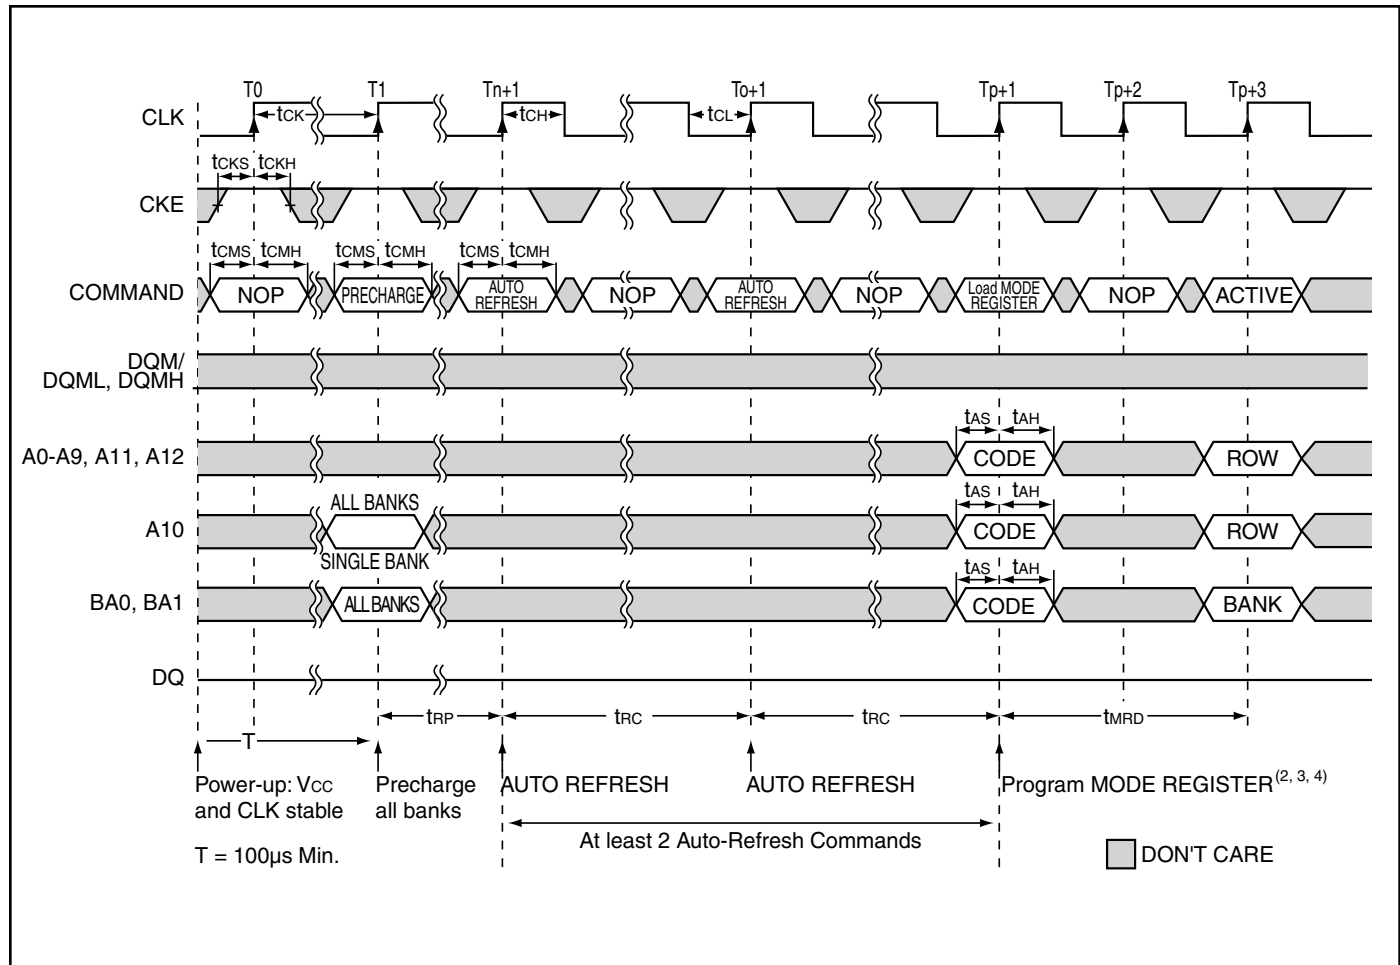 T0 T1 Tn+1 To+1 Tp+1 Tp+2 Tp+3
CLK tCK tCH tCL
tCKS tCKH
CKE
tCMS tCMH tCMS tCMH tCMS tCMH
COMMAND NOP PRECHARGE AUTO REFRESH NOP AUTO REFRESH NOP Load MODE REGISTER NOP ACTIVE
DQM/
DQML, DQMH
tAS tAH
A0-A9, A11, A12 CODE ROW
ALL BANKS tAS tAH
A10 CODE ROW
SINGLE BANK tAS tAH
BA0, BA1 ALL BANKS CODE BANK
DQ
tRP tRC tRC tMRD
T
Power-up: VCC Precharge AUTO REFRESH AUTO REFRESH Program MODE REGISTER(2, 3, 4)
and CLK stable all banks
At least 2 Auto-Refresh Commands
T = 100µs Min. DON'T CARE